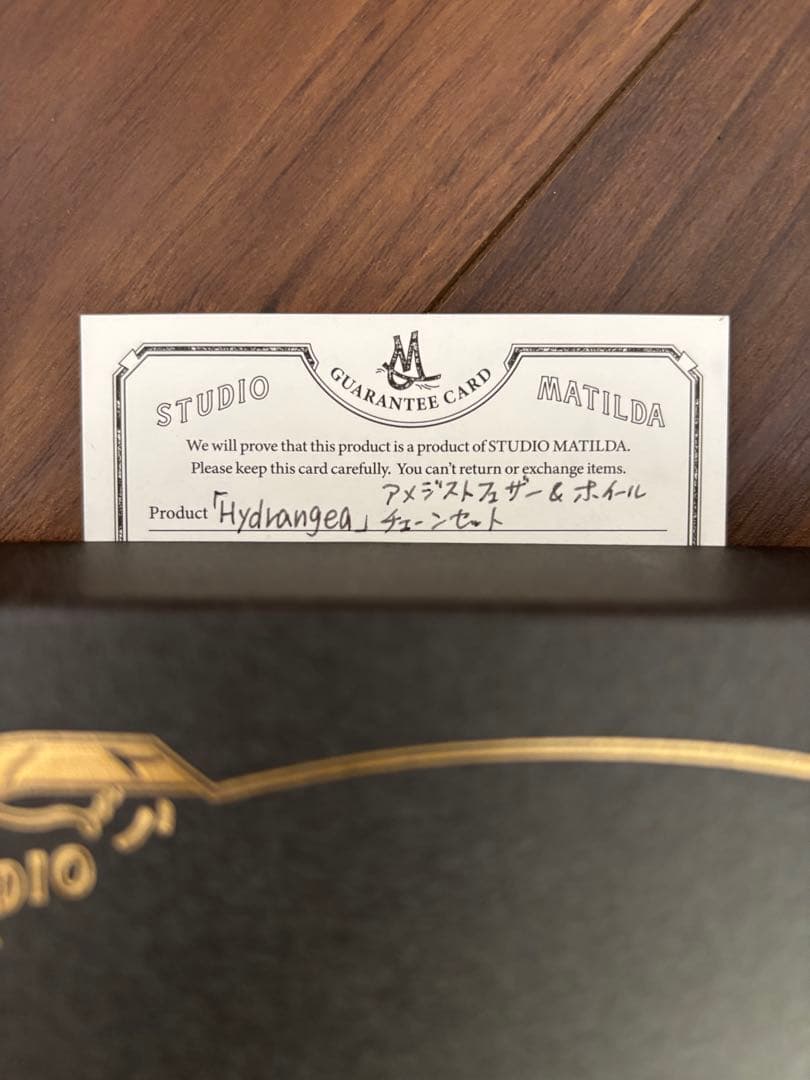 M
GUARANTEE CARD
STUDIO MATILDA
We will prove that this product is a product of STUDIO MATILDA.
Please keep this card carefully. You can't return or exchange items.
アメジストフェザー & ホイール
Product 「Hydrangea」 チェーンセット
DIO